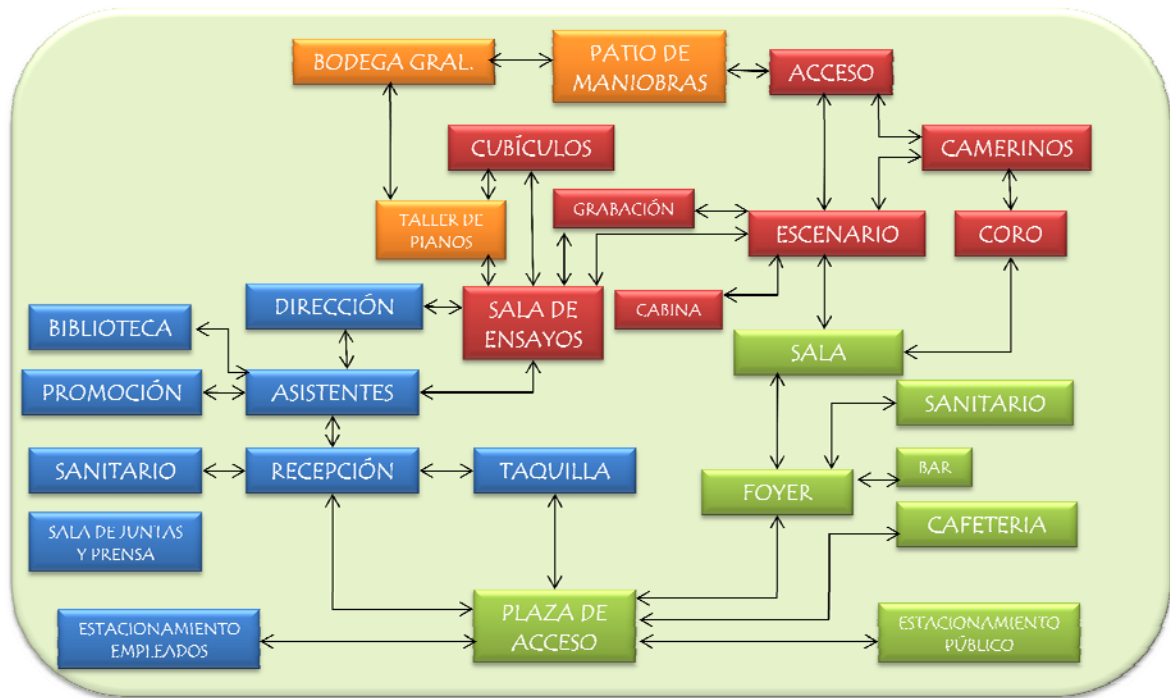 BODEGA GRAL.
PATIO DE
MANIOBRAS
ACCESO
CUBÍCULOS
CAMERINOS
GRABACIÓN
TALLER DE
PIANOS
ESCENARIO
CORO
DIRECCIÓN
SALA DE
ENSAYOS
CABINA
BIBLIOTECA
SALA
PROMOCIÓN
ASISTENTES
SANITARIO
SANITARIO
RECEPCIÓN
TAQUILLA
BAR
FOYER
SALA DE JUNTAS
Y PRENSA
CAFETERIA
PLAZA DE
ACCESO
ESTACIONAMIENTO
EMPLEADOS
ESTACIONAMIENTO
PÚBLICO